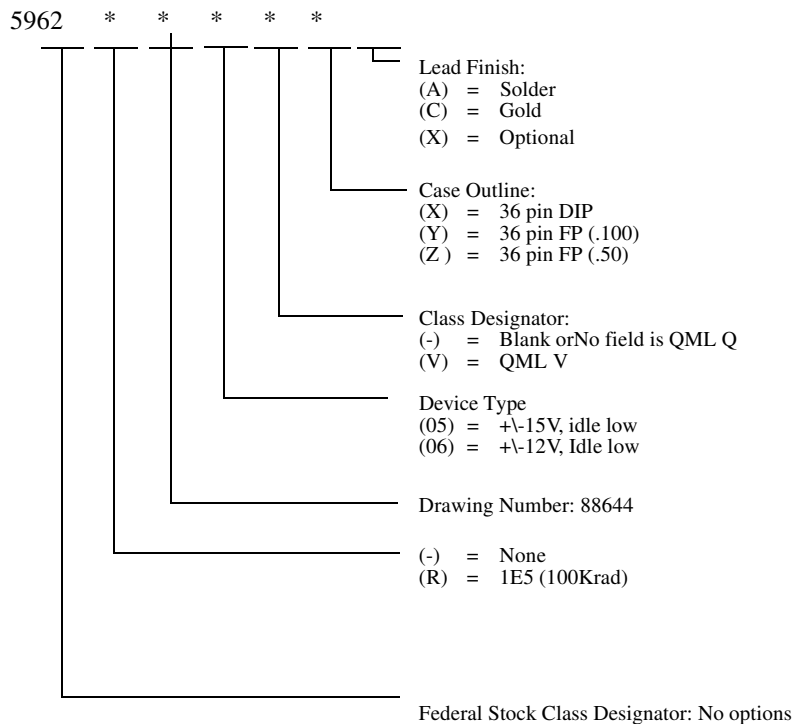 5962 * * * * *
Lead Finish:
(A) = Solder
(C) = Gold
(X) = Optional
Case Outline:
(X) = 36 pin DIP
(Y) = 36 pin FP (.100)
(Z ) = 36 pin FP (.50)
Class Designator:
(-) = Blank orNo field is QML Q
(V) = QML V
Device Type
(05) = +\-15V, idle low
(06) = +\-12V, Idle low
Drawing Number: 88644
(-) = None
(R) = 1E5 (100Krad)
Federal Stock Class Designator: No options